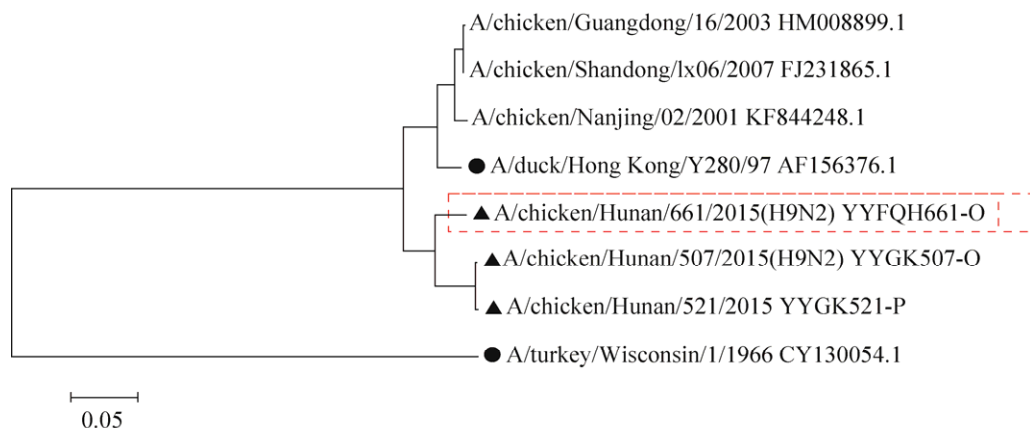 A/chicken/Guangdong/16/2003 HM008899.1
A/chicken/Shandong/lx06/2007 FJ231865.1
A/chicken/Nanjing/02/2001 KF844248.1
A/duck/Hong Kong/Y280/97 AF156376.1
A/chicken/Hunan/661/2015(H9N2) YYFQH661-O
A/chicken/Hunan/507/2015(H9N2) YYGK507-O
A/chicken/Hunan/521/2015 YYGK521-P
A/turkey/Wisconsin/1/1966 CY130054.1
0.05